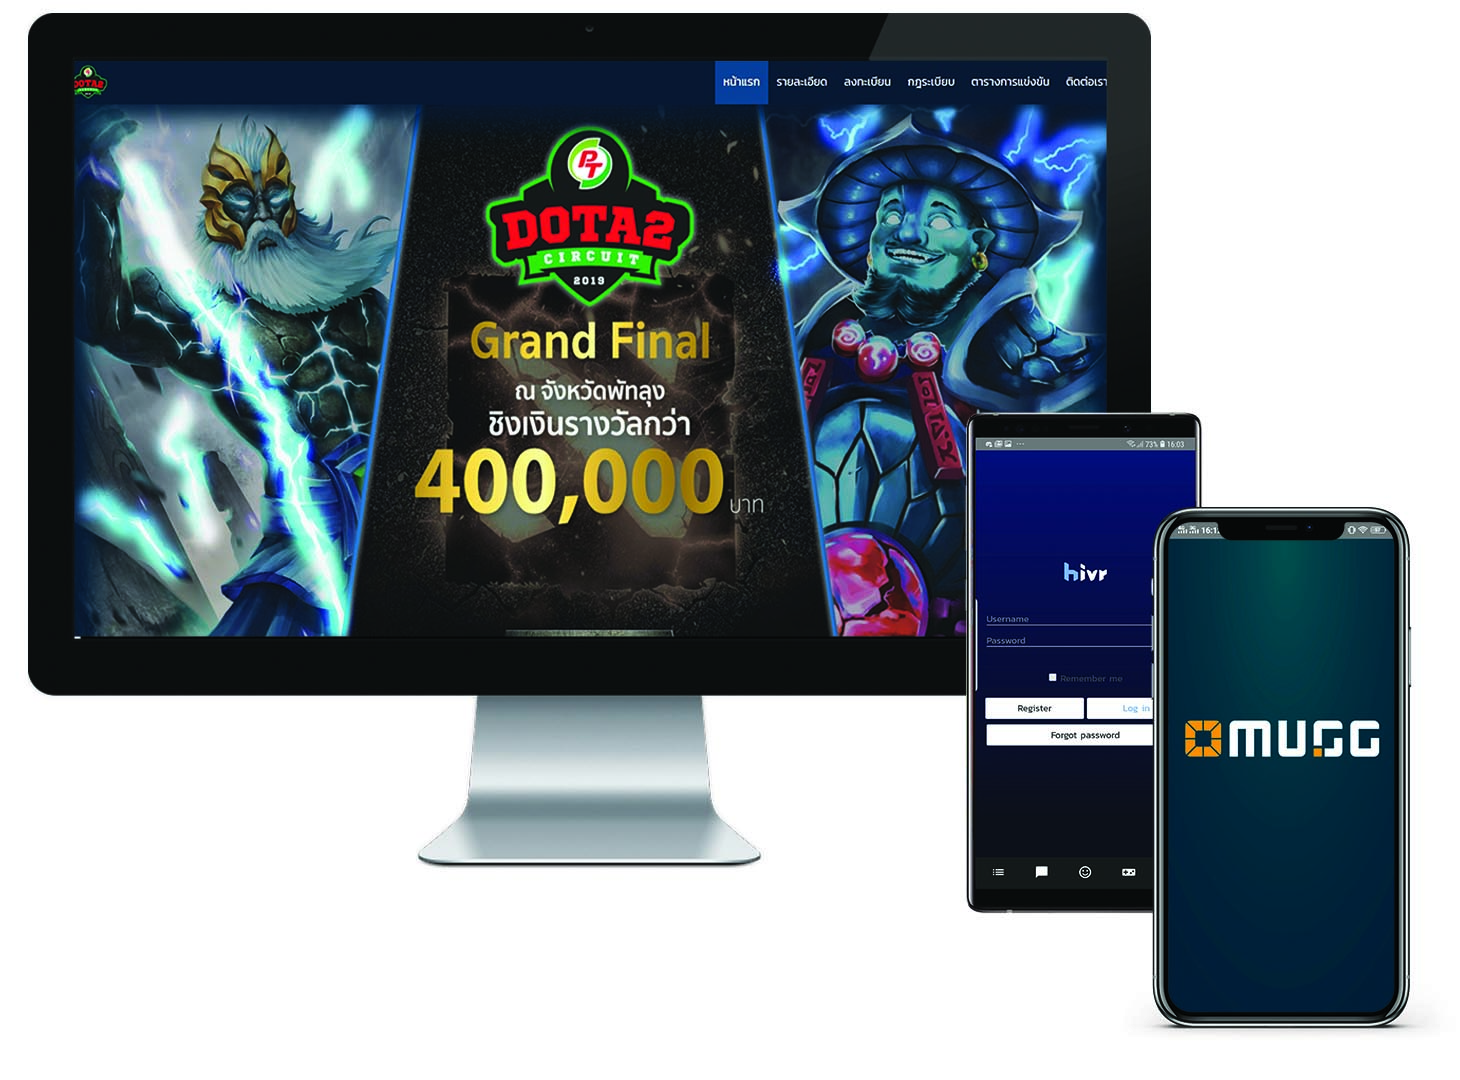 DOTA2
หน้าแรก รายละเอียด ลงทะเบียน กฎระเบียบ ตารางการแข่งขัน ติดต่อเรา
PT
DOTA2
CIRCUIT
2019
Grand Final
ณ จังหวัดพัทลุง
ชิงเงินรางวัลกว่า
400,000 บาท
73% 16:03
hivr
Username
Password
Remember me
Register Log in
Forgot password
16:1
MUSG